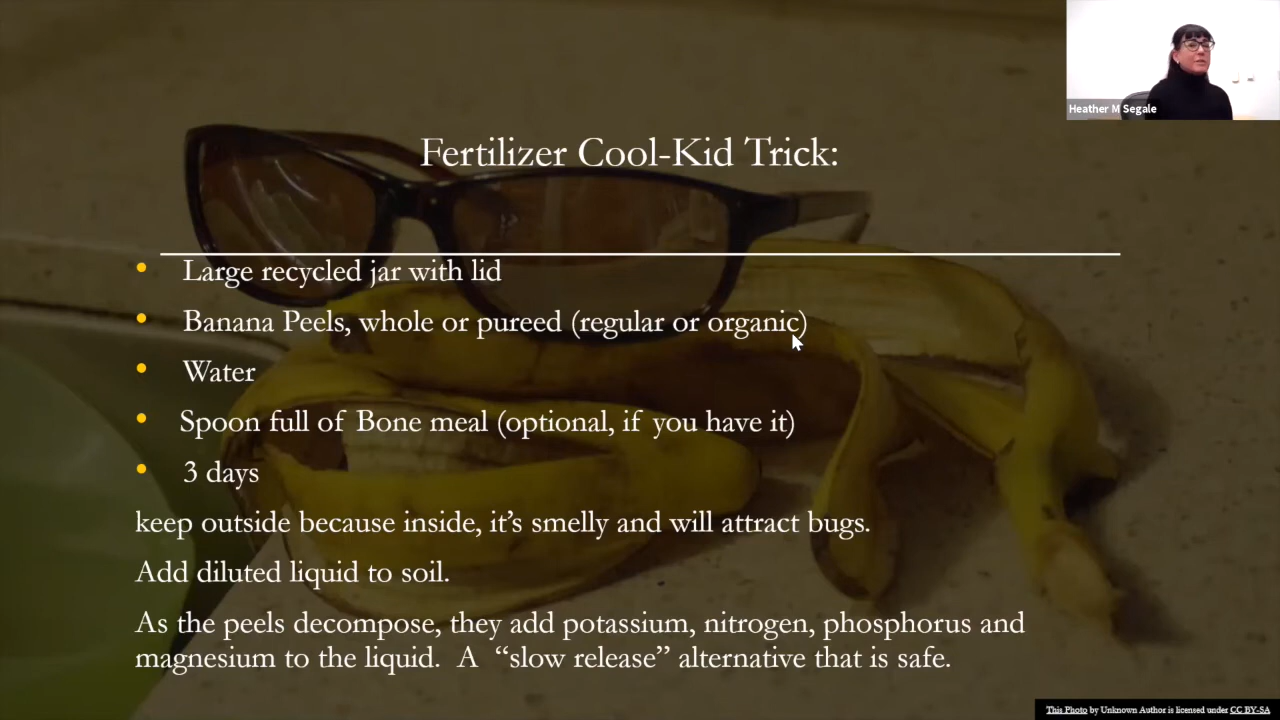 Heather M Segale
Fertilizer Cool-Kid Trick:
• Large recycled jar with lid
• Banana Peels, whole or pureed (regular or organic)
• Water
• Spoon full of Bone meal (optional, if you have it)
• 3 days
keep outside because inside, it’s smelly and will attract bugs.
Add diluted liquid to soil.
As the peels decompose, they add potassium, nitrogen, phosphorus and
magnesium to the liquid. A “slow release” alternative that is safe.
This Photo by Unknown Author is licensed under CC BY-SA